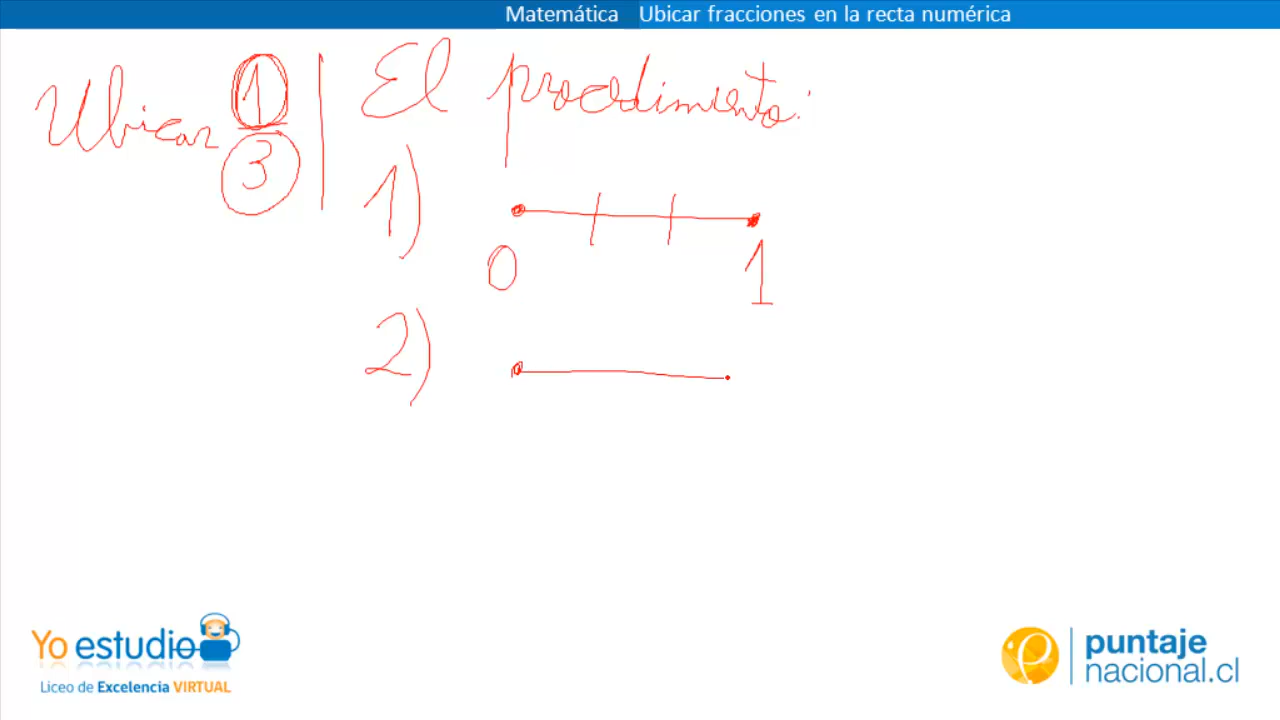 Matemática Ubicar fracciones en la recta numérica
Ubicar 1/3
El procedimiento:
1)
0 1
2)
Yo estudio
Liceo de Excelencia VIRTUAL
puntaje
nacional.cl